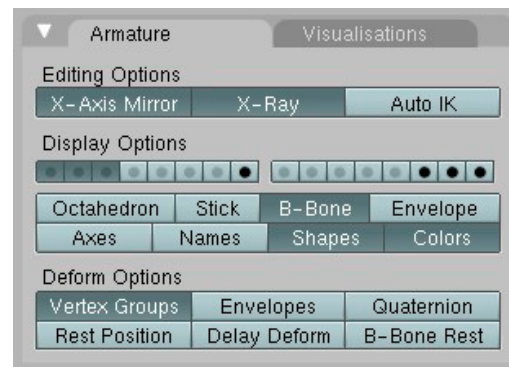 Armature Visualisations
Editing Options
X-Axis Mirror X-Ray Auto IK
Display Options
Octahedron Stick B-Bone Envelope
Axes Names Shapes Colors
Deform Options
Vertex Groups Envelopes Quaternion
Rest Position Delay Deform B-Bone Rest